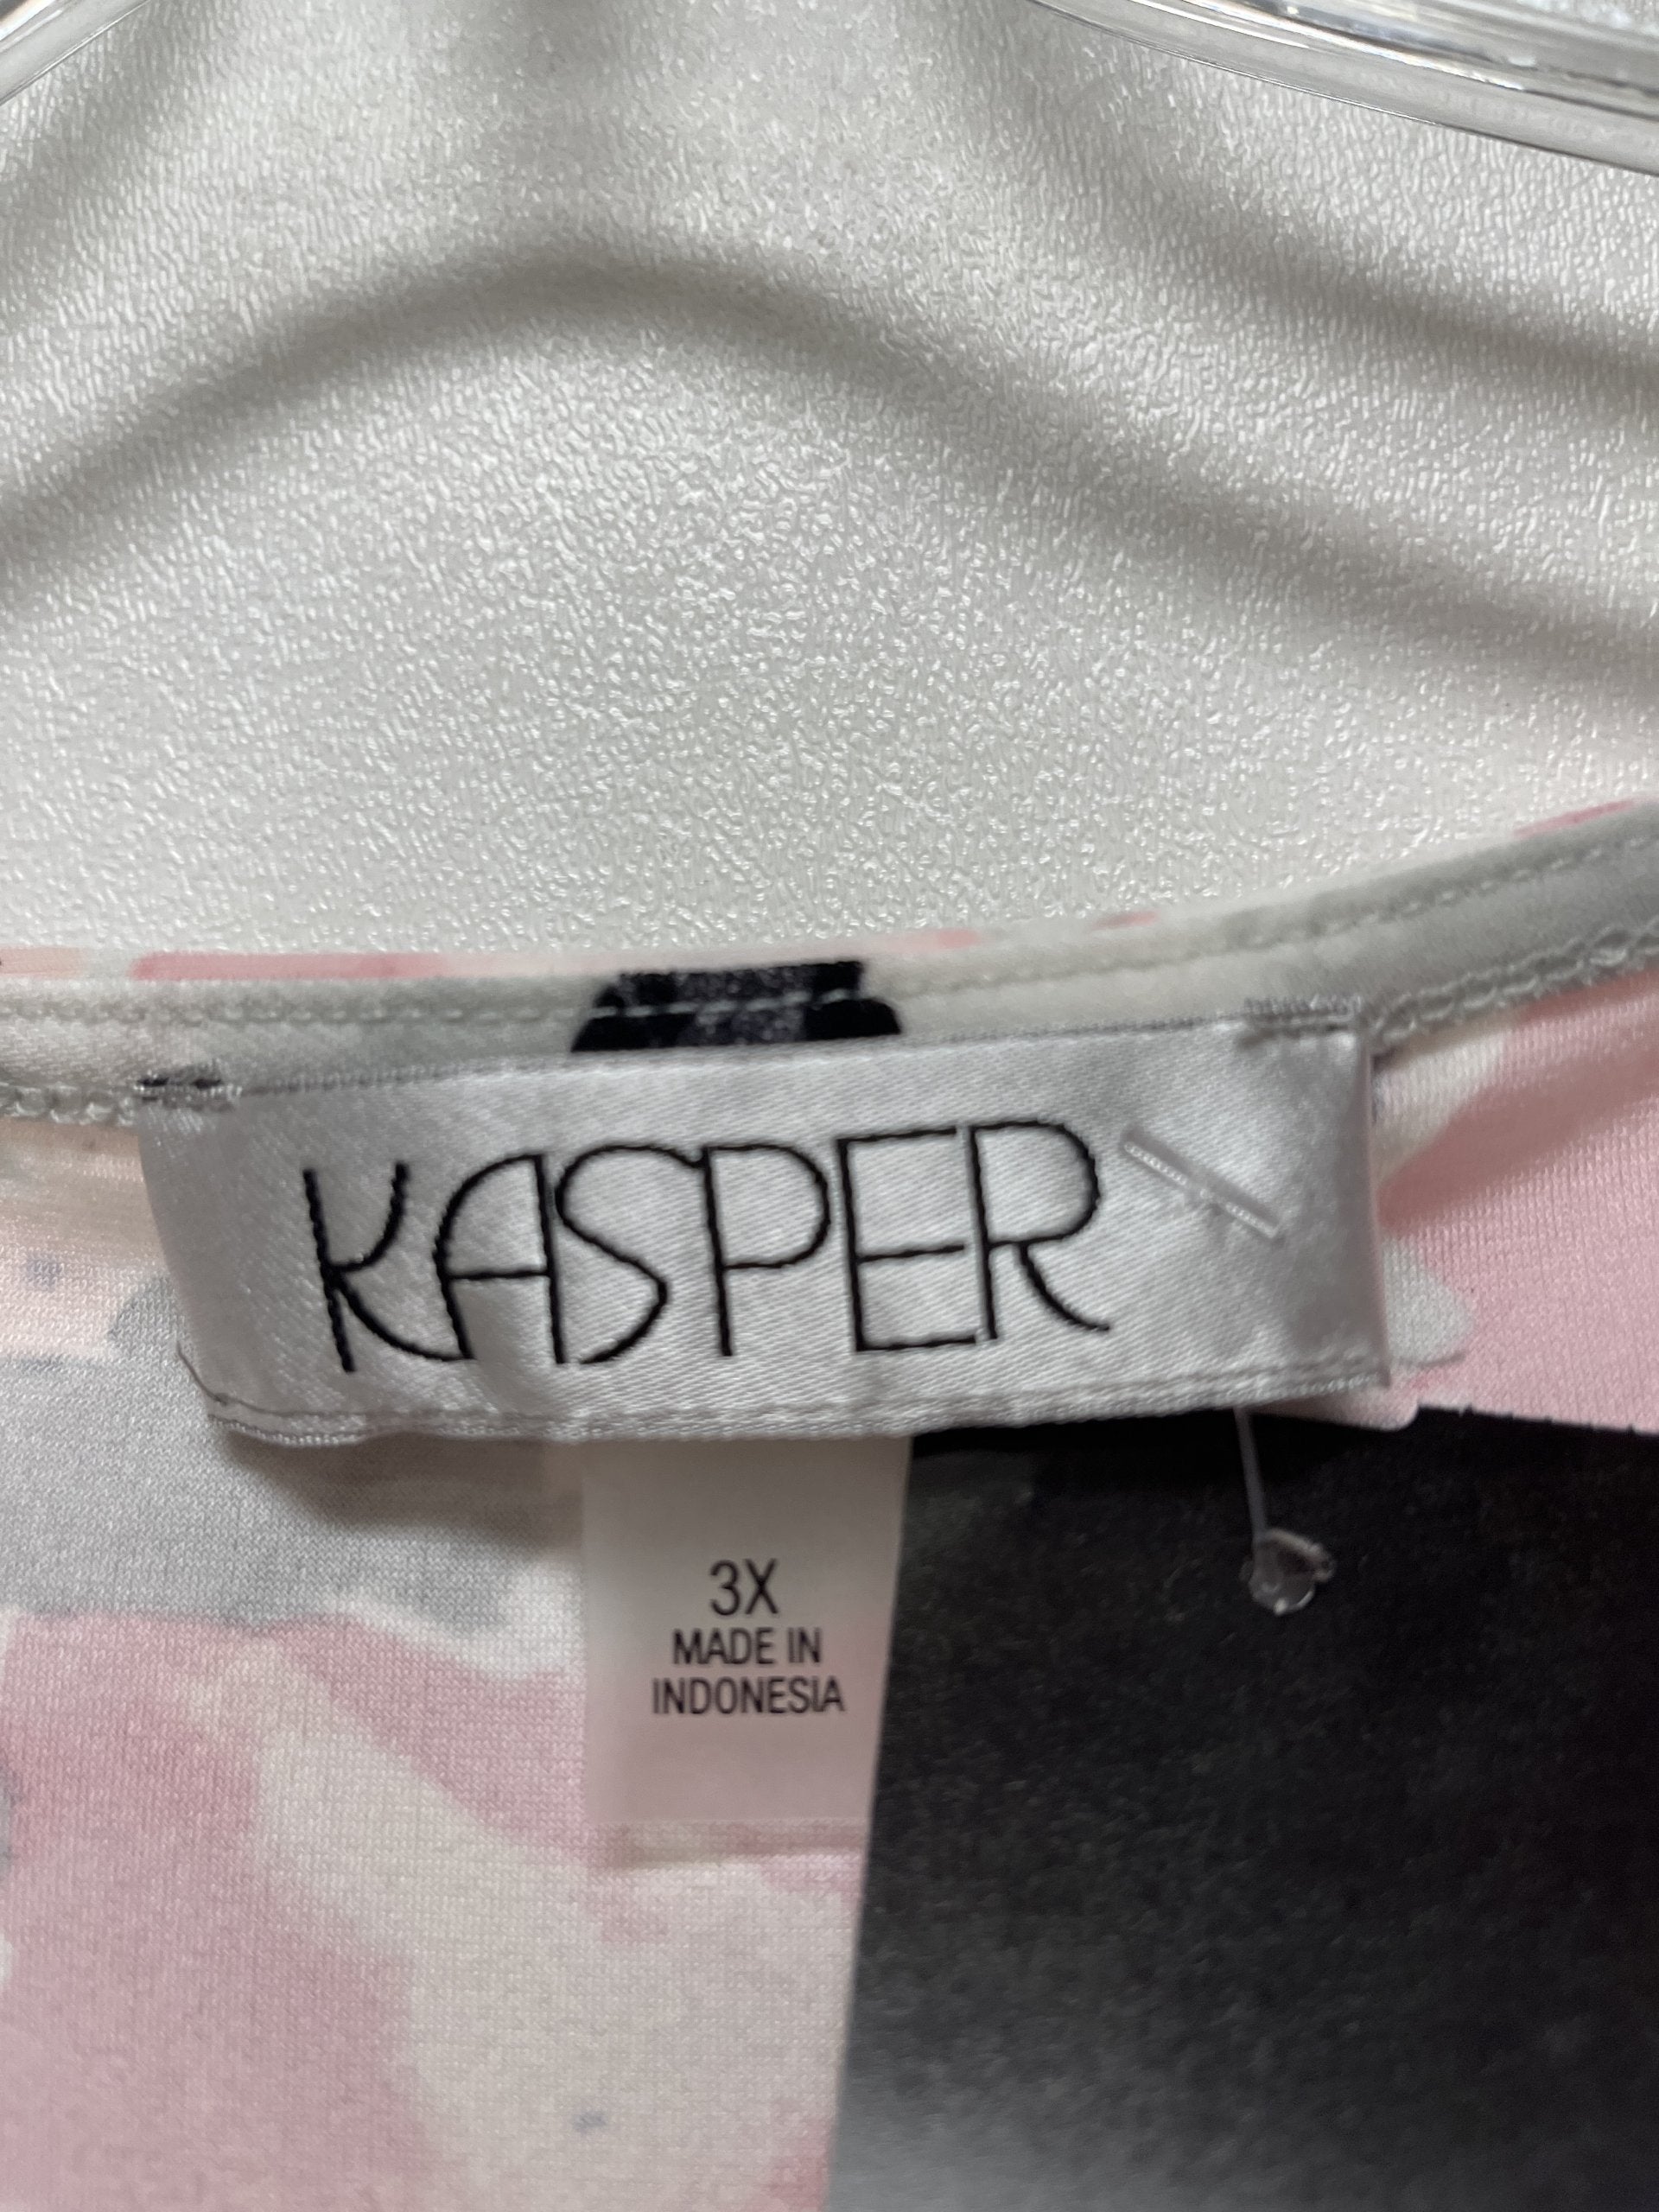 KASPER
3X
MADE IN
INDONESIA